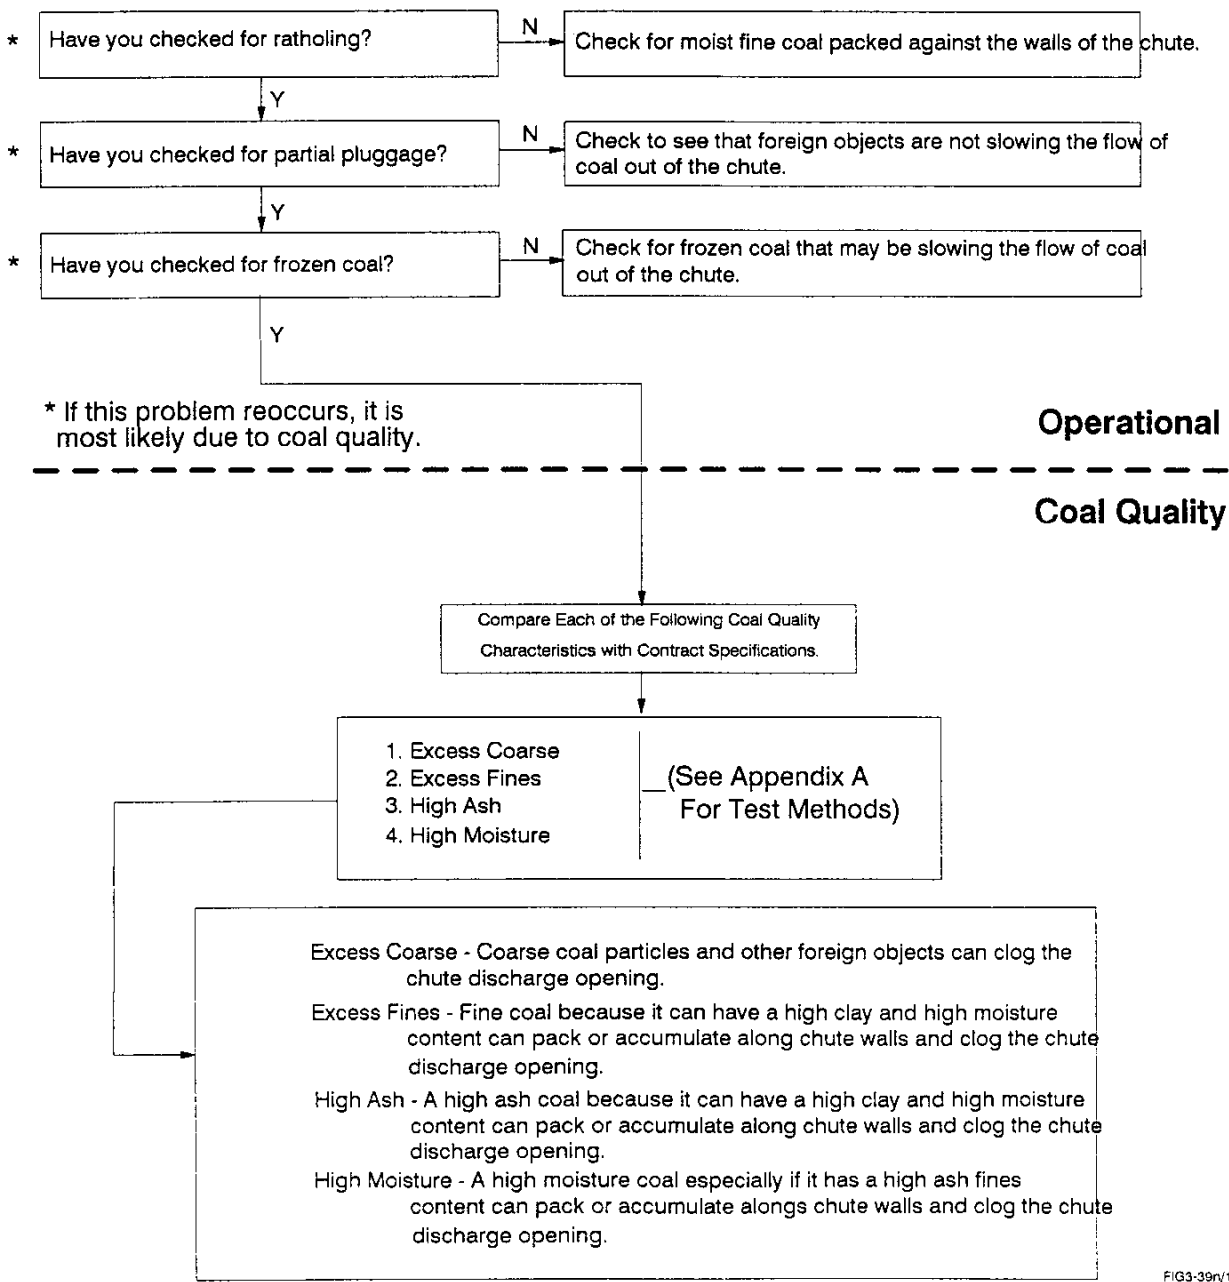 * Have you checked for ratholing? N Check for moist fine coal packed against the walls of the chute.
Y
* Have you checked for partial pluggage? N Check to see that foreign objects are not slowing the flow of
coal out of the chute.
Y
* Have you checked for frozen coal? N Check for frozen coal that may be slowing the flow of coal
out of the chute.
Y
* If this problem reoccurs, it is
most likely due to coal quality.
Operational
Coal Quality
Compare Each of the Following Coal Quality
Characteristics with Contract Specifications.
1. Excess Coarse
2. Excess Fines
3. High Ash
4. High Moisture
(See Appendix A
For Test Methods)
Excess Coarse - Coarse coal particles and other foreign objects can clog the
chute discharge opening.
Excess Fines - Fine coal because it can have a high clay and high moisture
content can pack or accumulate along chute walls and clog the chute
discharge opening.
High Ash - A high ash coal because it can have a high clay and high moisture
content can pack or accumulate along chute walls and clog the chute
discharge opening.
High Moisture - A high moisture coal especially if it has a high ash fines
content can pack or accumulate alongs chute walls and clog the chute
discharge opening.
FIG3-39n/1